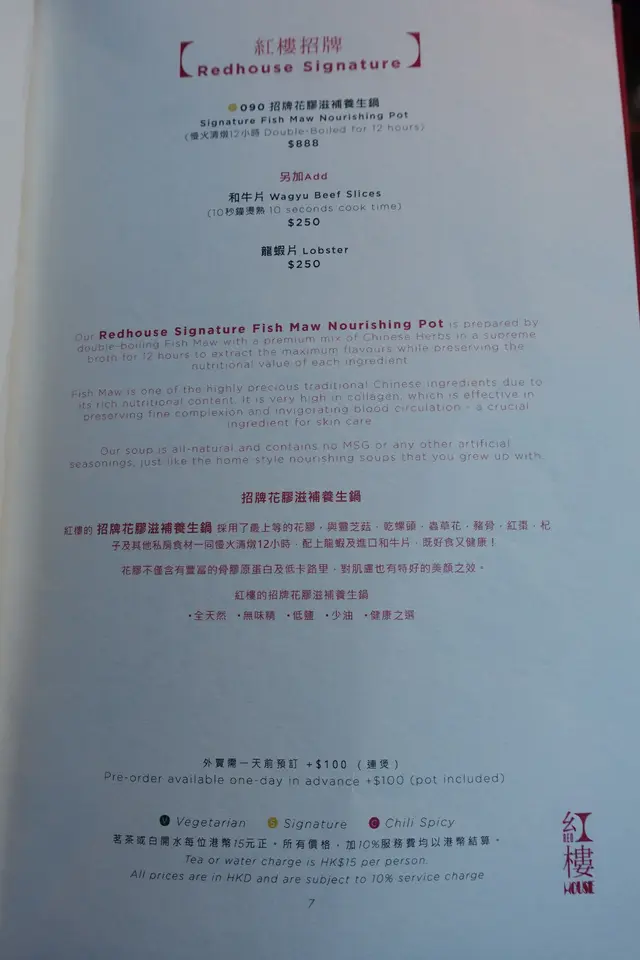 紅樓招牌
Redhouse Signature
090 招牌花膠滋補養生鍋
Signature Fish Maw Nourishing Pot
(慢火清燉12小時 Double-Boiled for 12 hours)
$888
另加Add
和牛片 Wagyu Beef Slices
(10秒鐘燙熟 10 seconds cook time)
$250
龍蝦片 Lobster
$250
Our Redhouse Signature Fish Maw Nourishing Pot is prepared by
double-boiling Fish Maw with a premium mix of Chinese Herbs in a supreme
broth for 12 hours to extract the maximum flavours while preserving the
nutritional value of each ingredient
Fish Maw is one of the highly precious traditional Chinese ingredients due to
its rich nutritional content. It is very high in collagen, which is effective in
preserving fine complexion and invigorating blood circulation - a crucial
ingredient for skin care
Our soup is all-natural and contains no MSG or any other artificial
seasonings, just like the home style nourishing soups that you grew up with.
招牌花膠滋補養生鍋
紅樓的 招牌花膠滋補養生鍋 採用了最上等的花膠，與靈芝菇，乾螺頭，蟲草花，豬骨，紅棗，杞
子及其他私房食材一同慢火清燉12小時，配上龍蝦及進口和牛片，既好食又健康！
花膠不僅含有豐富的骨膠原蛋白及低卡路里，對肌膚也有特好的美顏之效。
紅樓的招牌花膠滋補養生鍋
•全天然 •無味精 •低鹽 •少油 •健康之選
外賣需一天前預訂 +$100 (連煲)
Pre-order available one-day in advance +$100 (pot included)
V Vegetarian S Signature C Chili Spicy
茗茶或白開水每位港幣15元正。所有價格，加10%服務費均以港幣結算。
Tea or water charge is HK$15 per person.
All prices are in HKD and are subject to 10% service charge
7
紅
RED
樓
HOUSE